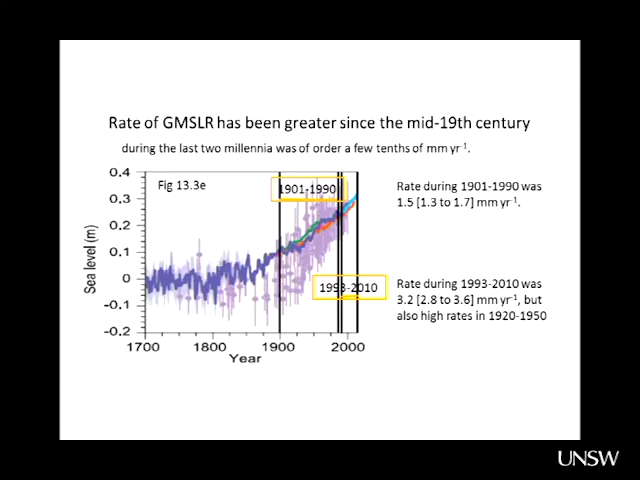 Rate of GMSLR has been greater since the mid-19th century
during the last two millennia was of order a few tenths of mm yr-1.
0.4
0.3
0.2
0.1
0
-0.1
-0.2
Sea level (m)
Fig 13.3e
1901-1990
1993-2010
1700
1800
1900
2000
Year
Rate during 1901-1990 was
1.5 [1.3 to 1.7] mm yr-1.
Rate during 1993-2010 was
3.2 [2.8 to 3.6] mm yr-1, but
also high rates in 1920-1950
UNSW